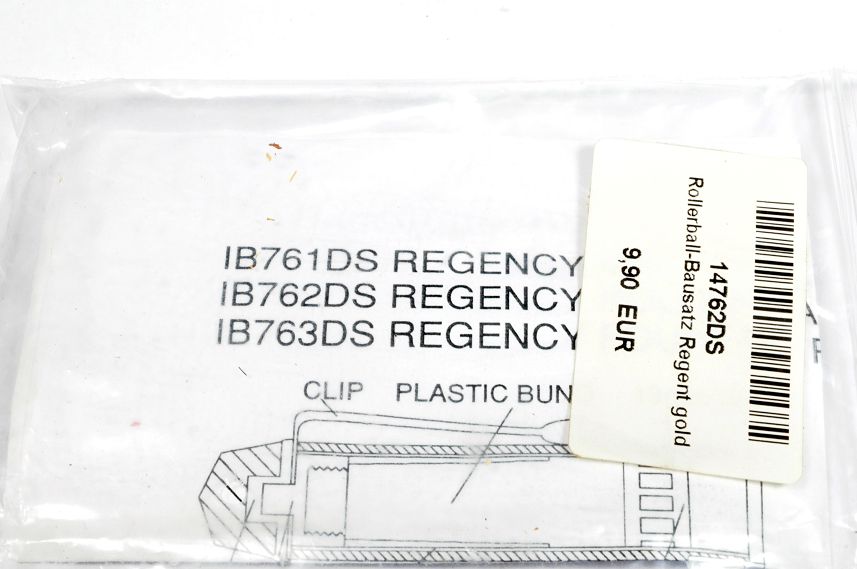 IB761DS REGENCY
IB762DS REGENCY
IB763DS REGENCY
CLIP PLASTIC BUN
14762DS
Rollerball-Bausatz Regent gold
9,90 EUR